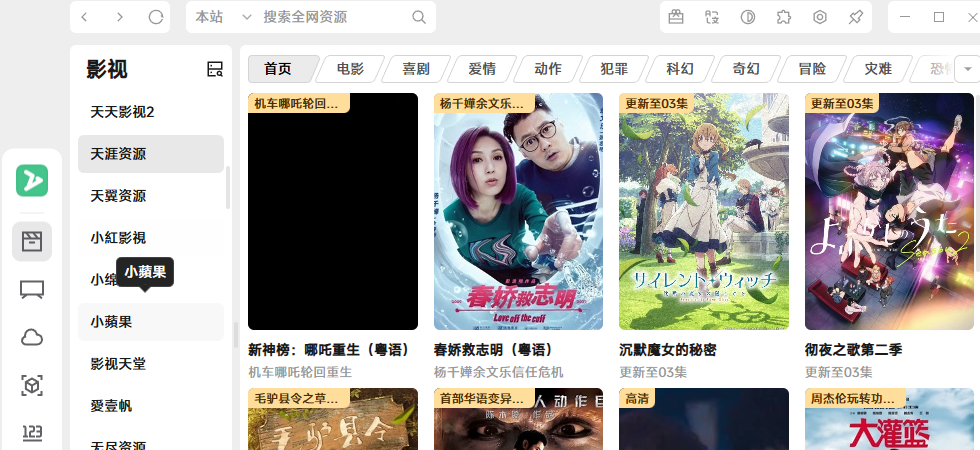 本站 搜索全网资源
影视
首页 电影 喜剧 爱情 动作 犯罪 科幻 奇幻 冒险 灾难
天天影视2
天涯资源
天翼资源
小紅影視
小蘋果
小蘋果
影视天堂
愛壹帆
无尽资源
机车哪吒轮回...
杨千嬅余文乐...
更新至03集
更新至03集
春娇救志明
Love off the cuff
サイレント・ウィッチ
よふかしのうた
Season 2
新神榜：哪吒重生（粤语）
机车哪吒轮回重生
春娇救志明（粤语）
杨千嬅余文乐信任危机
沉默魔女的秘密
更新至03集
彻夜之歌第二季
更新至03集
毛驴县令之草...
首部华语变异...
高清
周杰伦玩转功...
毛驴县令
大灌篮
123